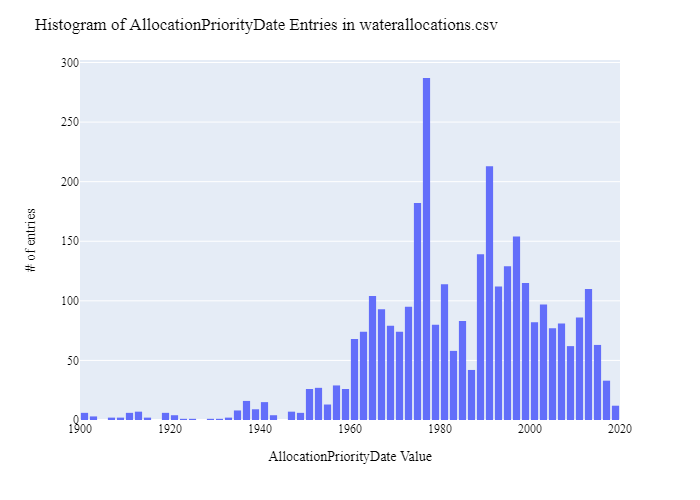 Histogram of AllocationPriorityDate Entries in waterallocations.csv
300
250
200
150
100
50
0
# of entries
1900 1920 1940 1960 1980 2000 2020
AllocationPriorityDate Value